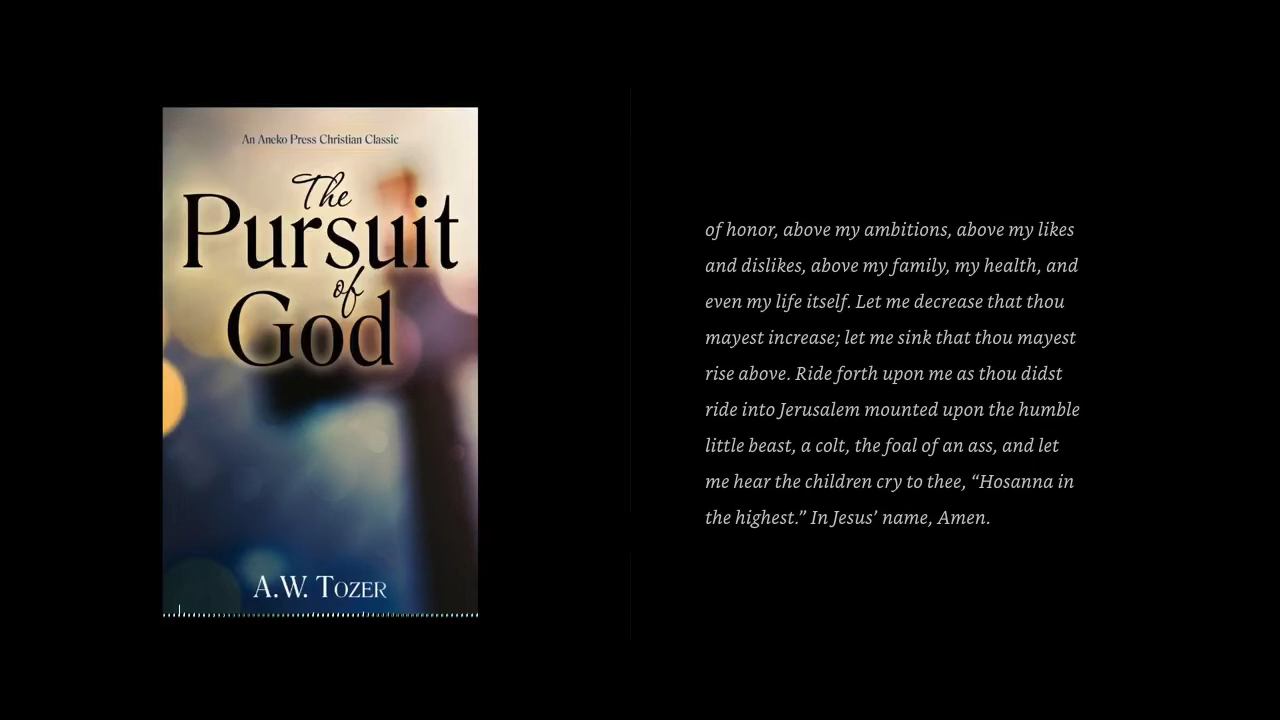 An Aneko Press Christian Classic
The
Pursuit
of
God
A.W. Tozer
of honor, above my ambitions, above my likes
and dislikes, above my family, my health, and
even my life itself. Let me decrease that thou
mayest increase; let me sink that thou mayest
rise above. Ride forth upon me as thou didst
ride into Jerusalem mounted upon the humble
little beast, a colt, the foal of an ass, and let
me hear the children cry to thee, “Hosanna in
the highest.” In Jesus’ name, Amen.